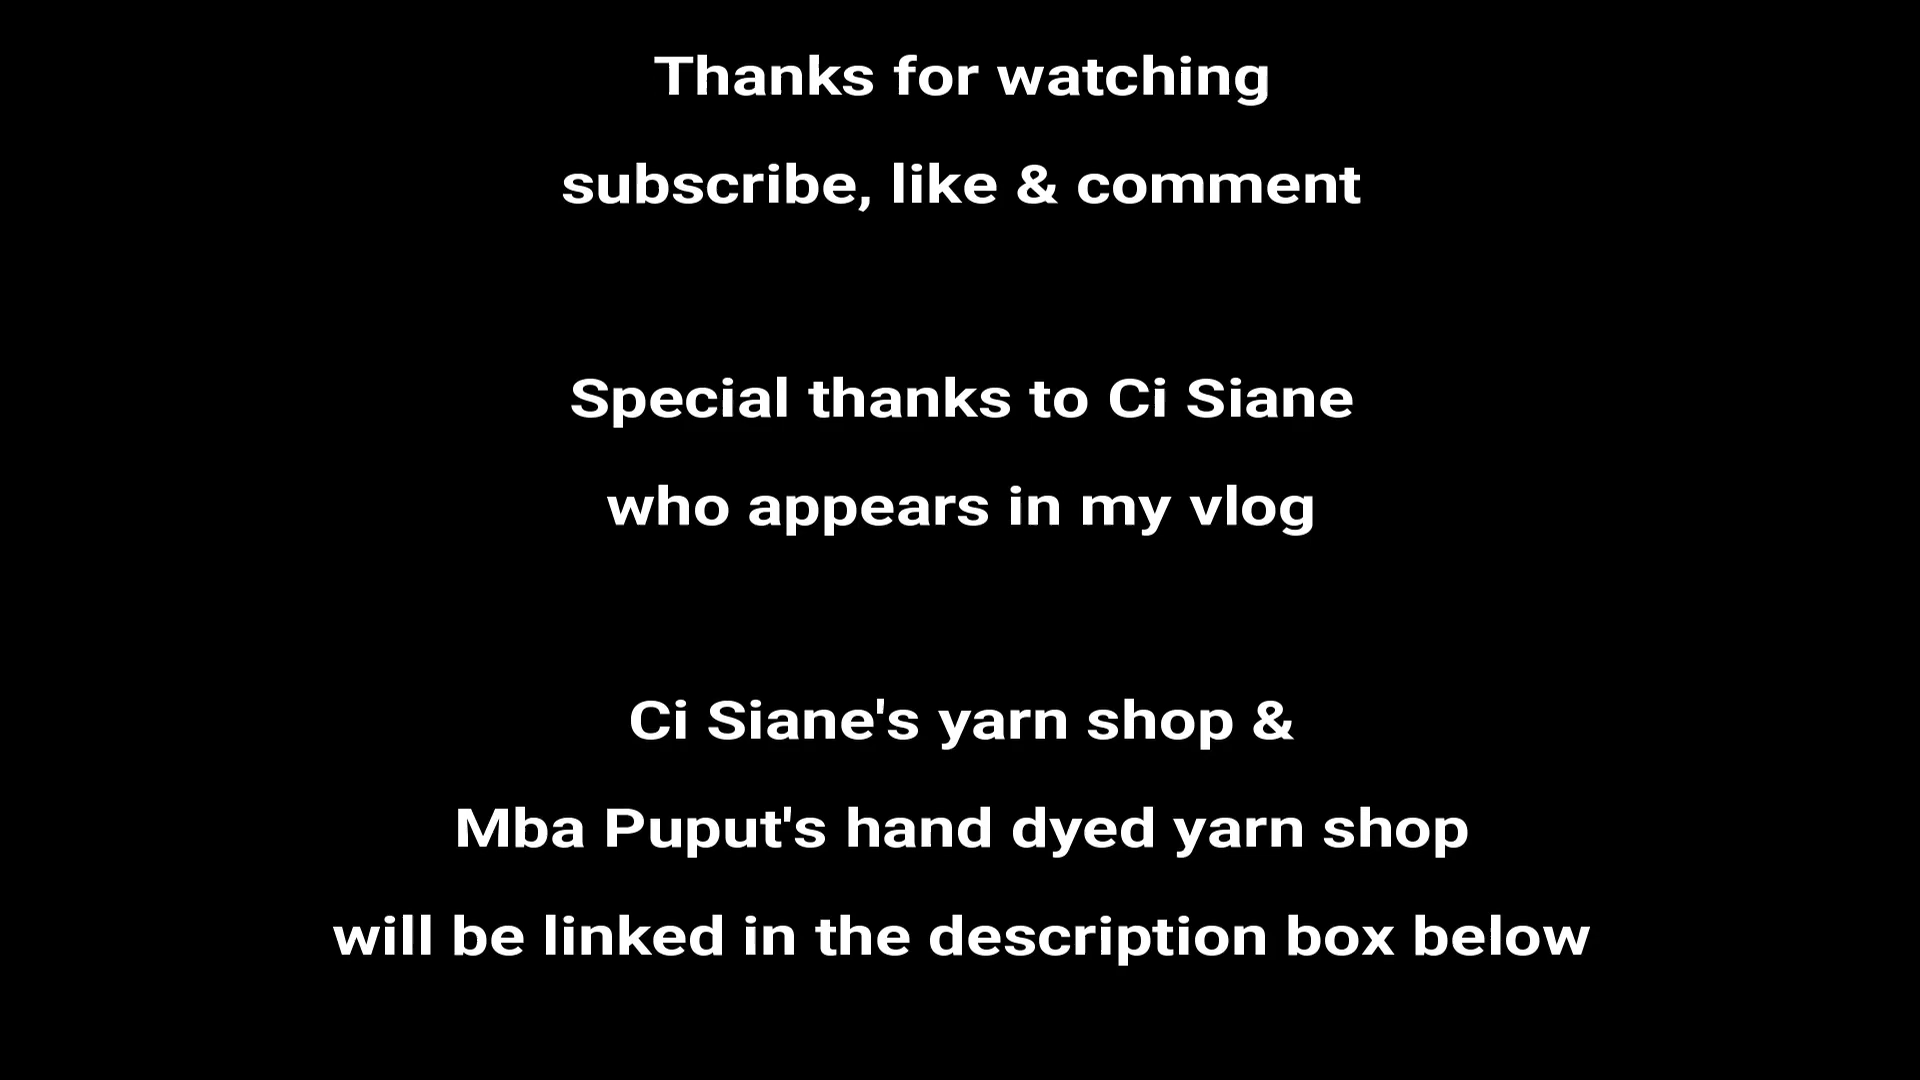 Thanks for watching
subscribe, like & comment
Special thanks to Ci Siane
who appears in my vlog
Ci Siane's yarn shop &
Mba Puput's hand dyed yarn shop
will be linked in the description box below